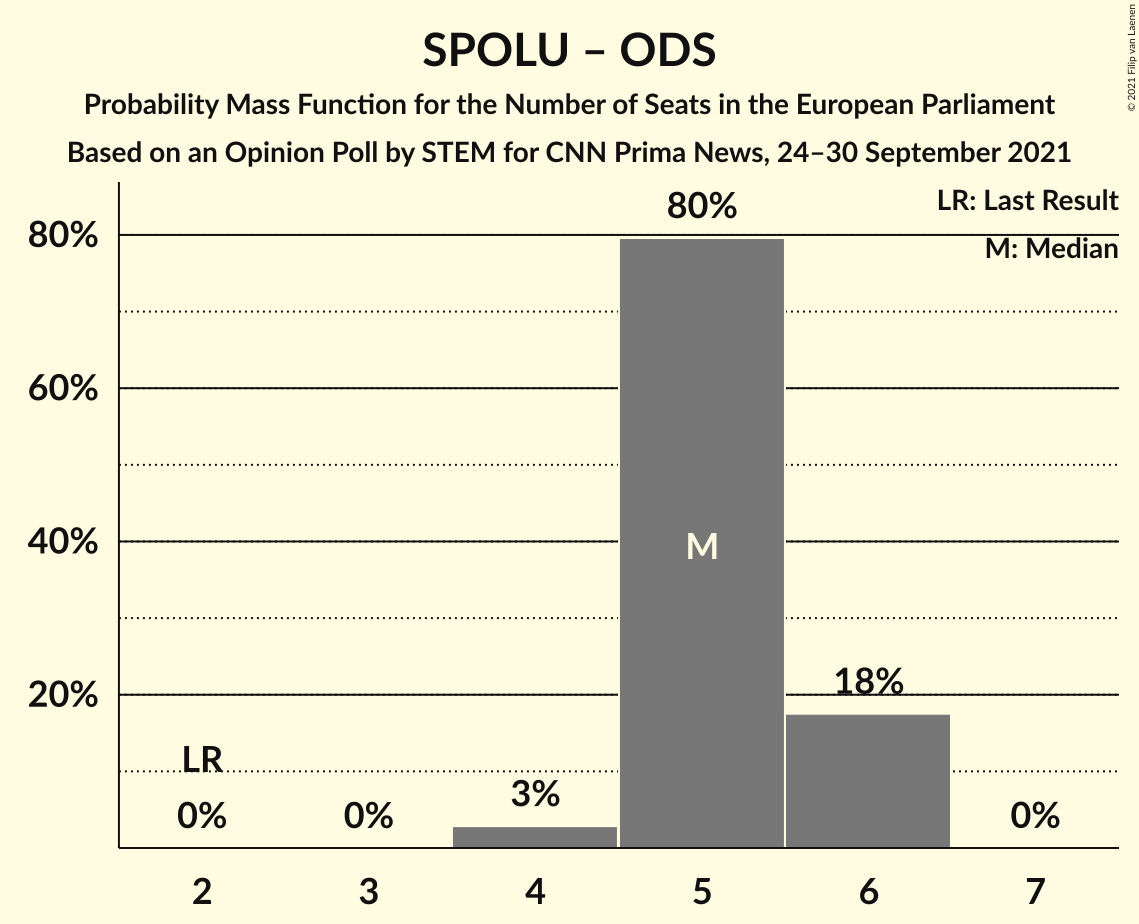 SPOLU – ODS
Probability Mass Function for the Number of Seats in the European Parliament
Based on an Opinion Poll by STEM for CNN Prima News, 24–30 September 2021
© 2021 Filip van Laenen
LR: Last Result
M: Median
80%
80%
60%
40%
M
20%
18%
LR
3%
0%
0%
0%
2
3
4
5
6
7